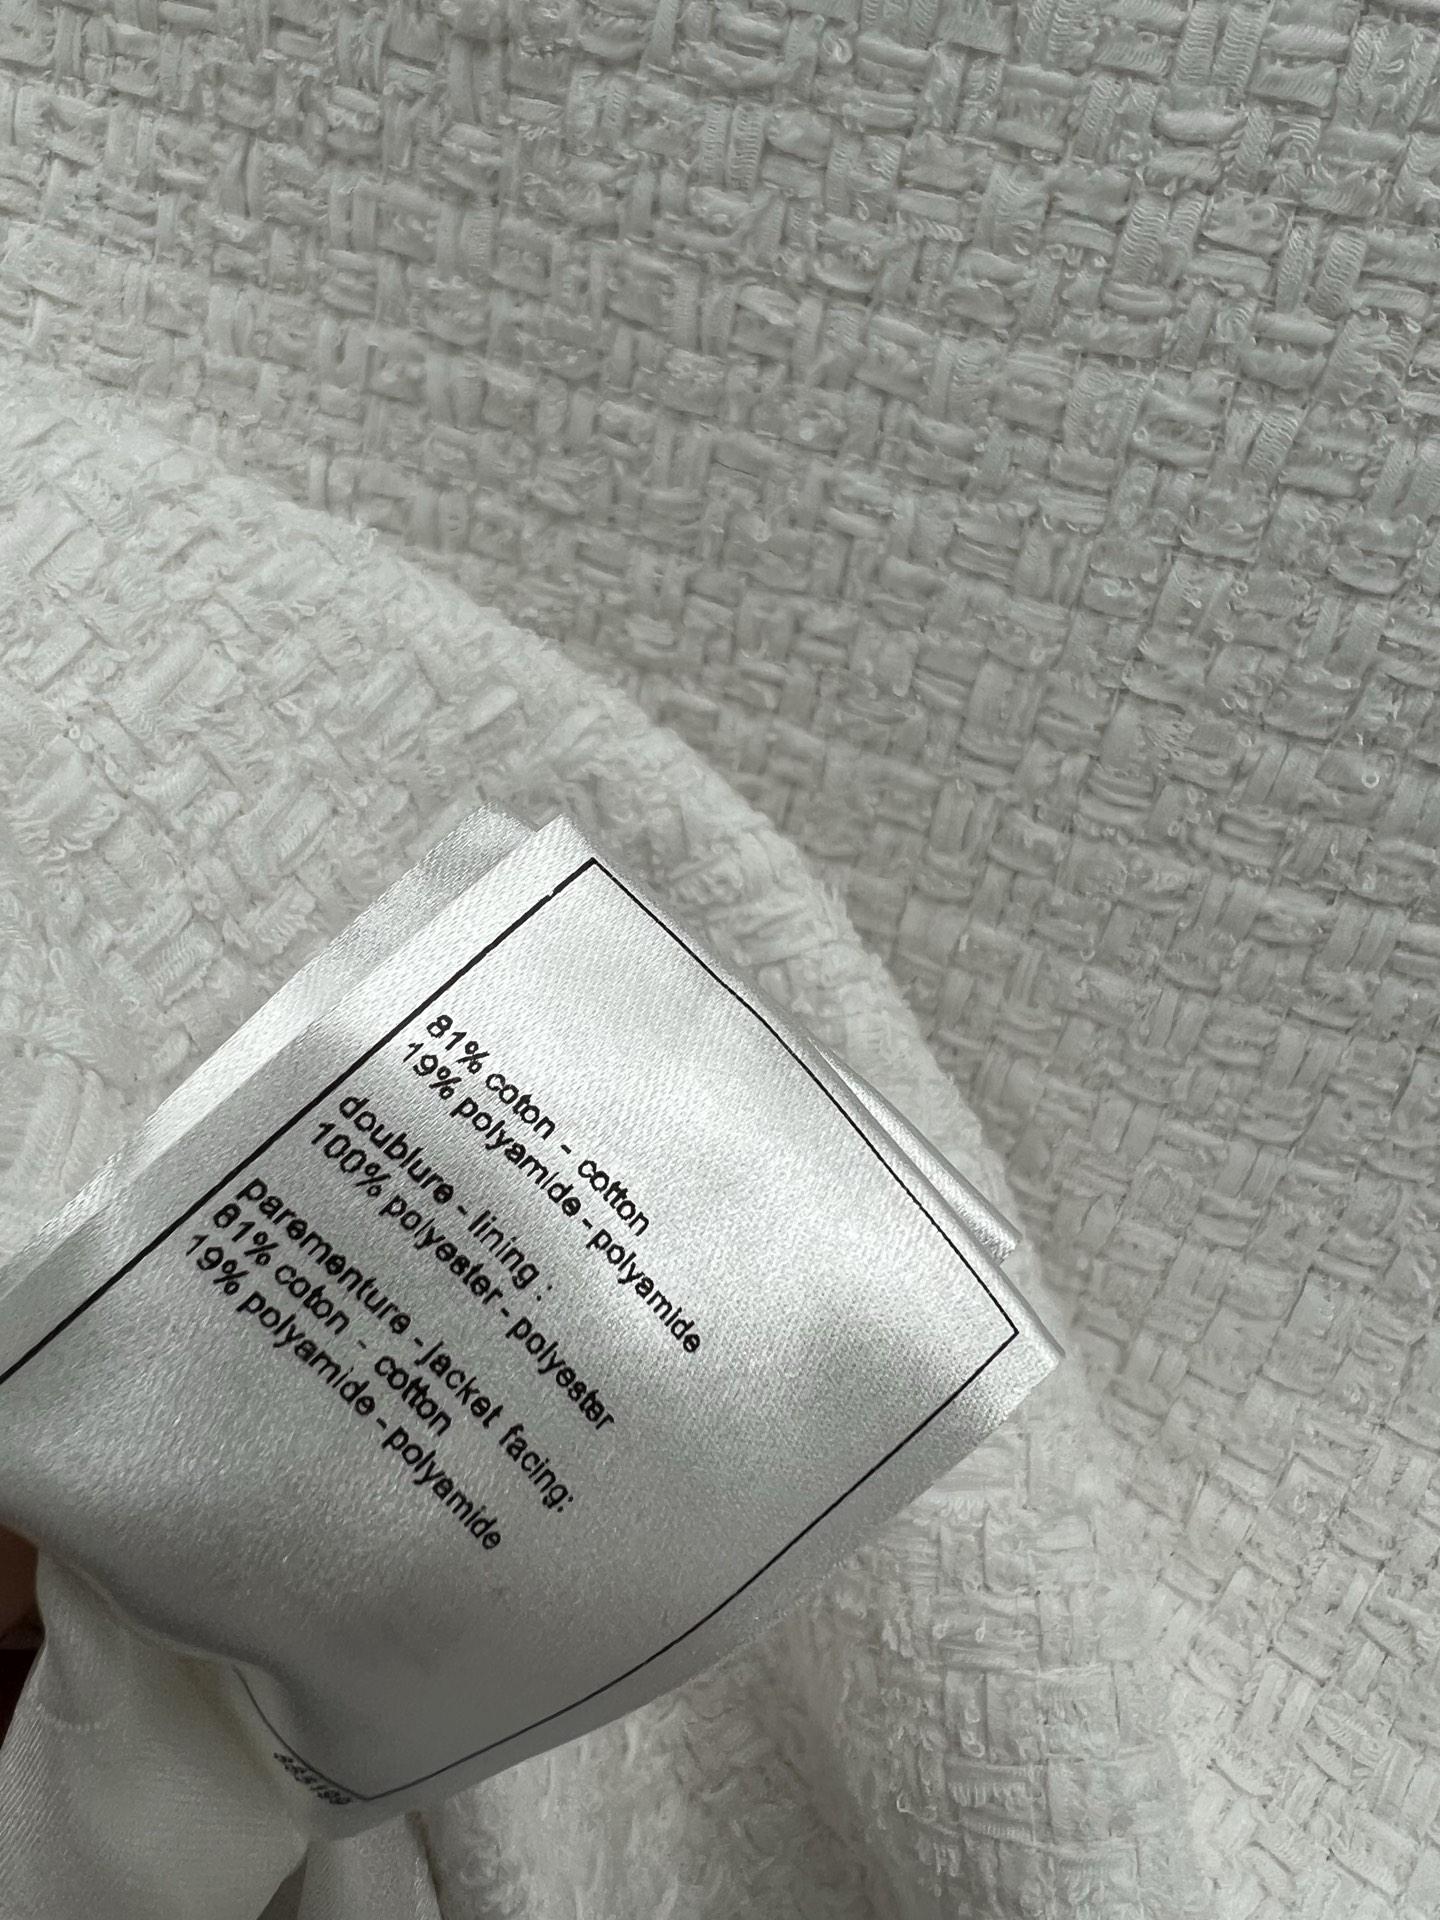 81% coton - cotton
19% polyamide - polyamide
doublure - lining :
100% polyester - polyester
parementure - jacket facing:
81% coton - cotton
19% polyamide - polyamide